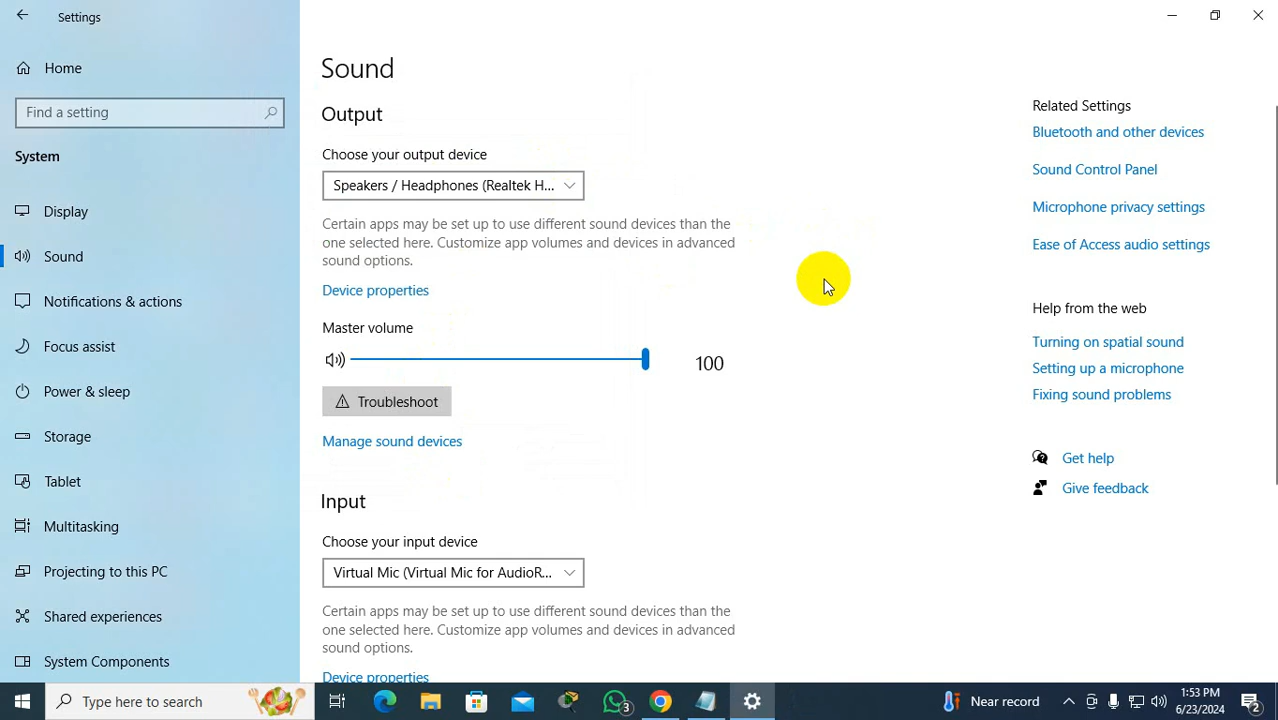 Settings
Home
Find a setting
System
Display
Sound
Notifications & actions
Focus assist
Power & sleep
Storage
Tablet
Multitasking
Projecting to this PC
Shared experiences
System Components
Sound
Output
Choose your output device
Speakers / Headphones (Realtek H...
Certain apps may be set up to use different sound devices than the
one selected here. Customize app volumes and devices in advanced
sound options.
Device properties
Master volume
100
Troubleshoot
Manage sound devices
Input
Choose your input device
Virtual Mic (Virtual Mic for AudioR...
Certain apps may be set up to use different sound devices than the
one selected here. Customize app volumes and devices in advanced
sound options.
Device properties
Related Settings
Bluetooth and other devices
Sound Control Panel
Microphone privacy settings
Ease of Access audio settings
Help from the web
Turning on spatial sound
Setting up a microphone
Fixing sound problems
Get help
Give feedback
Type here to search
3
Near record
1:53 PM
6/23/2024
2